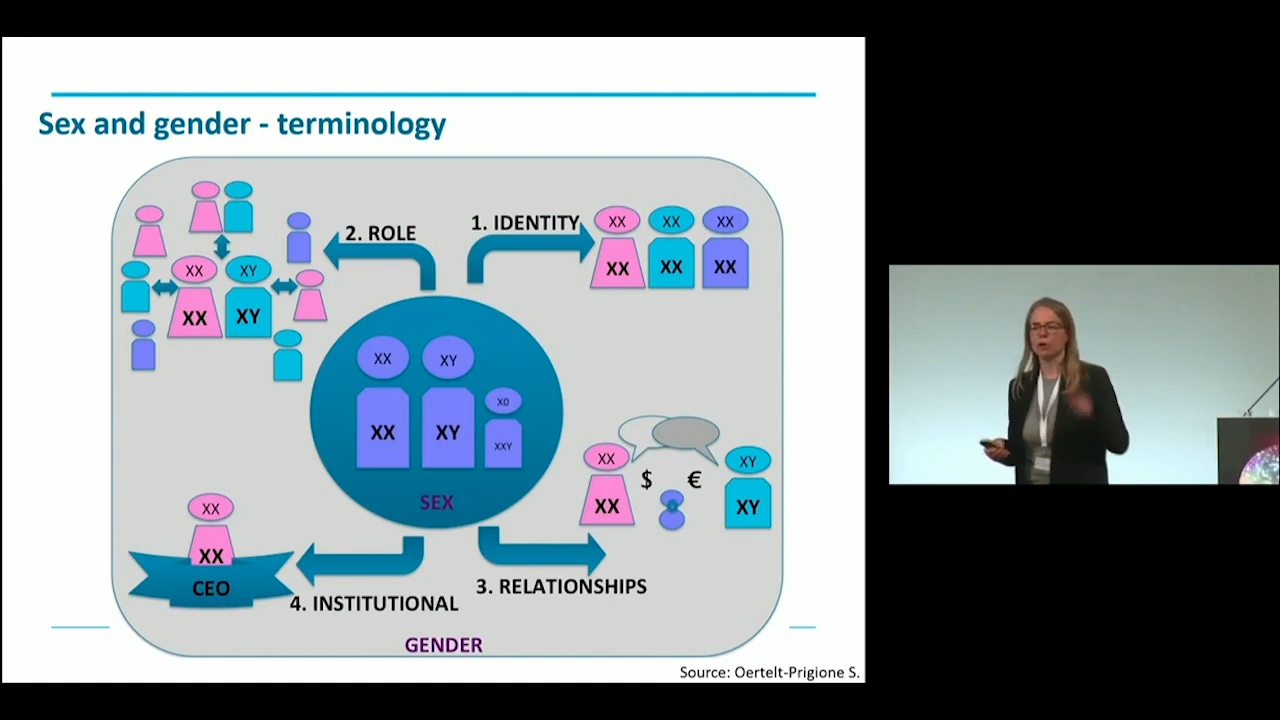 Sex and gender - terminology
2. ROLE
1. IDENTITY
XX
XX
XX
XX
XX
XX
XX
XY
XX
XY
XX
XY
X0
XX
XY
XXY
SEX
XX
XY
$
€
XX
XY
XX
XX
CEO
4. INSTITUTIONAL
3. RELATIONSHIPS
GENDER
Source: Oertelt-Prigione S.